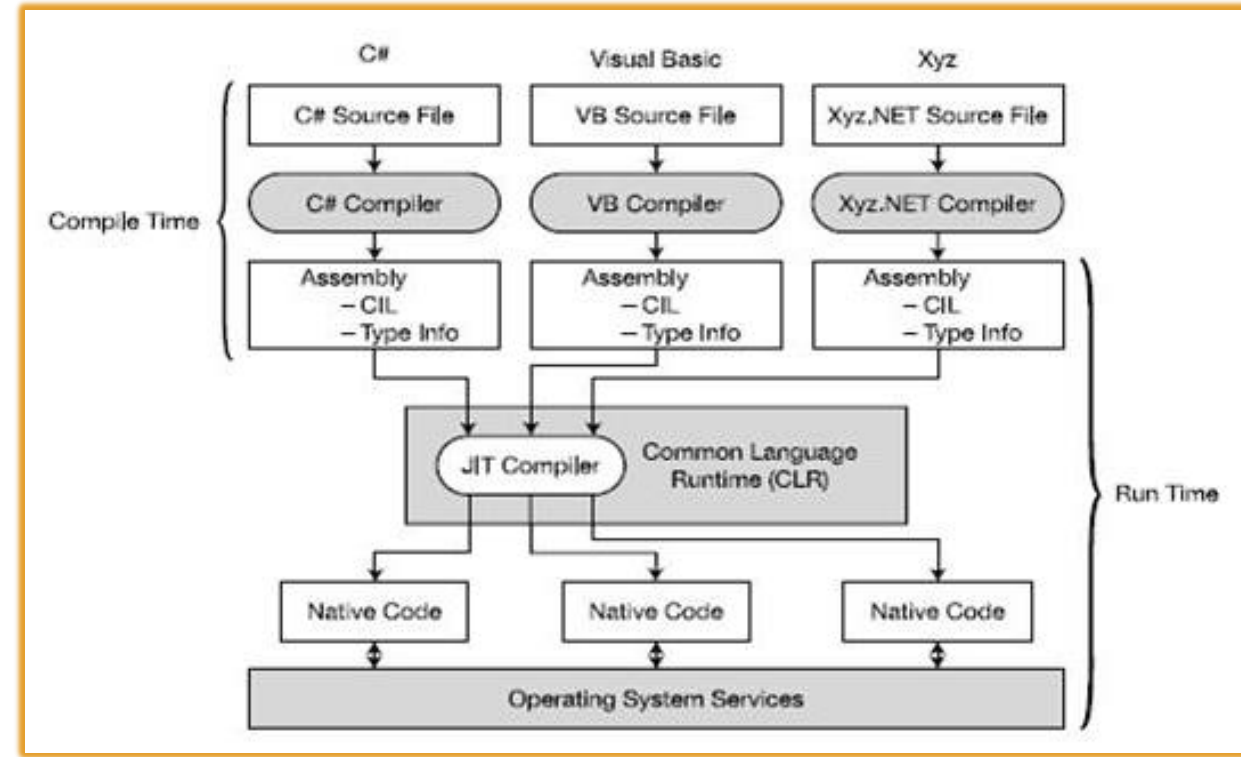 C#
Visual Basic
Xyz
C# Source File
VB Source File
Xyz.NET Source File
Compile Time
C# Compiler
VB Compiler
Xyz.NET Compiler
Assembly
– CIL
– Type Info
Assembly
– CIL
– Type Info
Assembly
– CIL
– Type Info
JIT Compiler
Common Language
Runtime (CLR)
Run Time
Native Code
Native Code
Native Code
Operating System Services